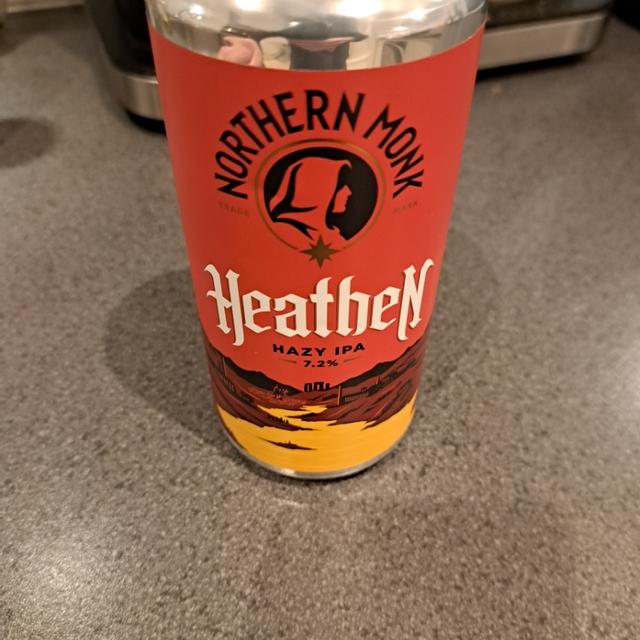 NORTHERN MONK
TRADE MARK
HeatheN
HAZY IPA
7.2%